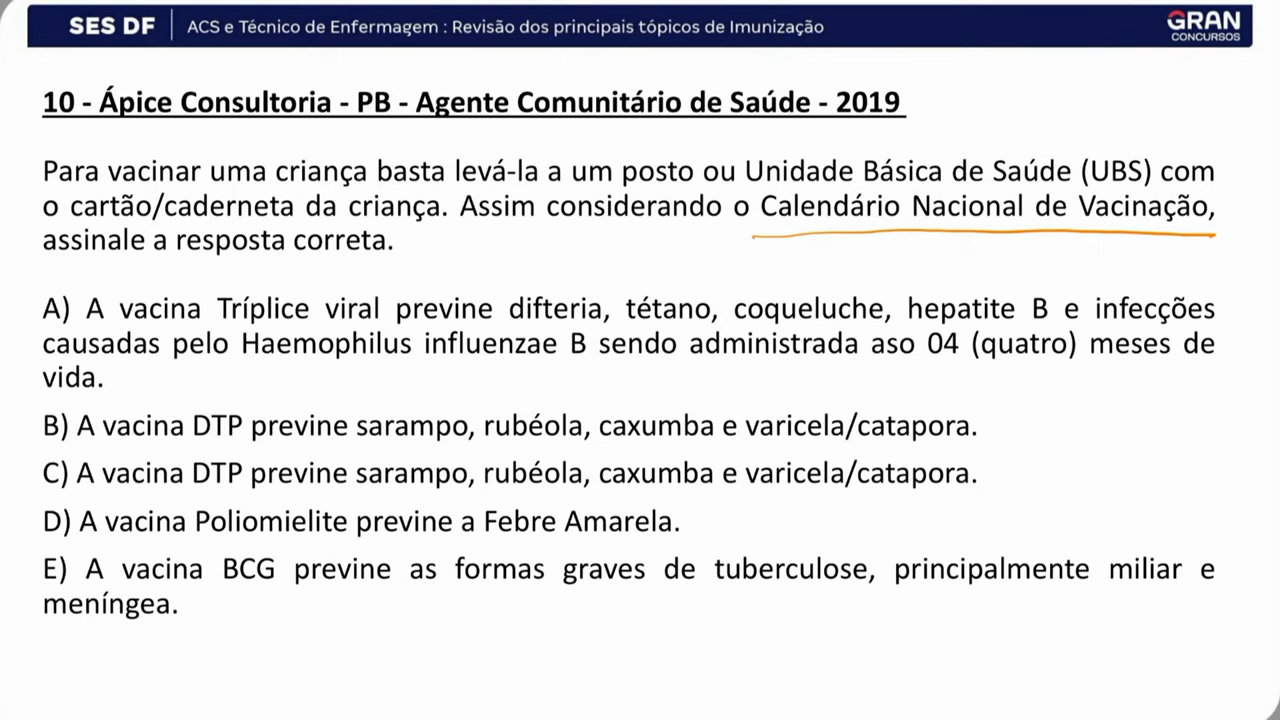 SES DF
ACS e Técnico de Enfermagem : Revisão dos principais tópicos de Imunização
GRAN
CONCURSOS
10 - Ápice Consultoria - PB - Agente Comunitário de Saúde - 2019
Para vacinar uma criança basta levá-la a um posto ou Unidade Básica de Saúde (UBS) com
o cartão/caderneta da criança. Assim considerando o Calendário Nacional de Vacinação,
assinale a resposta correta.
A) A vacina Tríplice viral previne difteria, tétano, coqueluche, hepatite B e infecções
causadas pelo Haemophilus influenzae B sendo administrada aso 04 (quatro) meses de
vida.
B) A vacina DTP previne sarampo, rubéola, caxumba e varicela/catapora.
C) A vacina DTP previne sarampo, rubéola, caxumba e varicela/catapora.
D) A vacina Poliomielite previne a Febre Amarela.
E) A vacina BCG previne as formas graves de tuberculose, principalmente miliar e
meníngea.